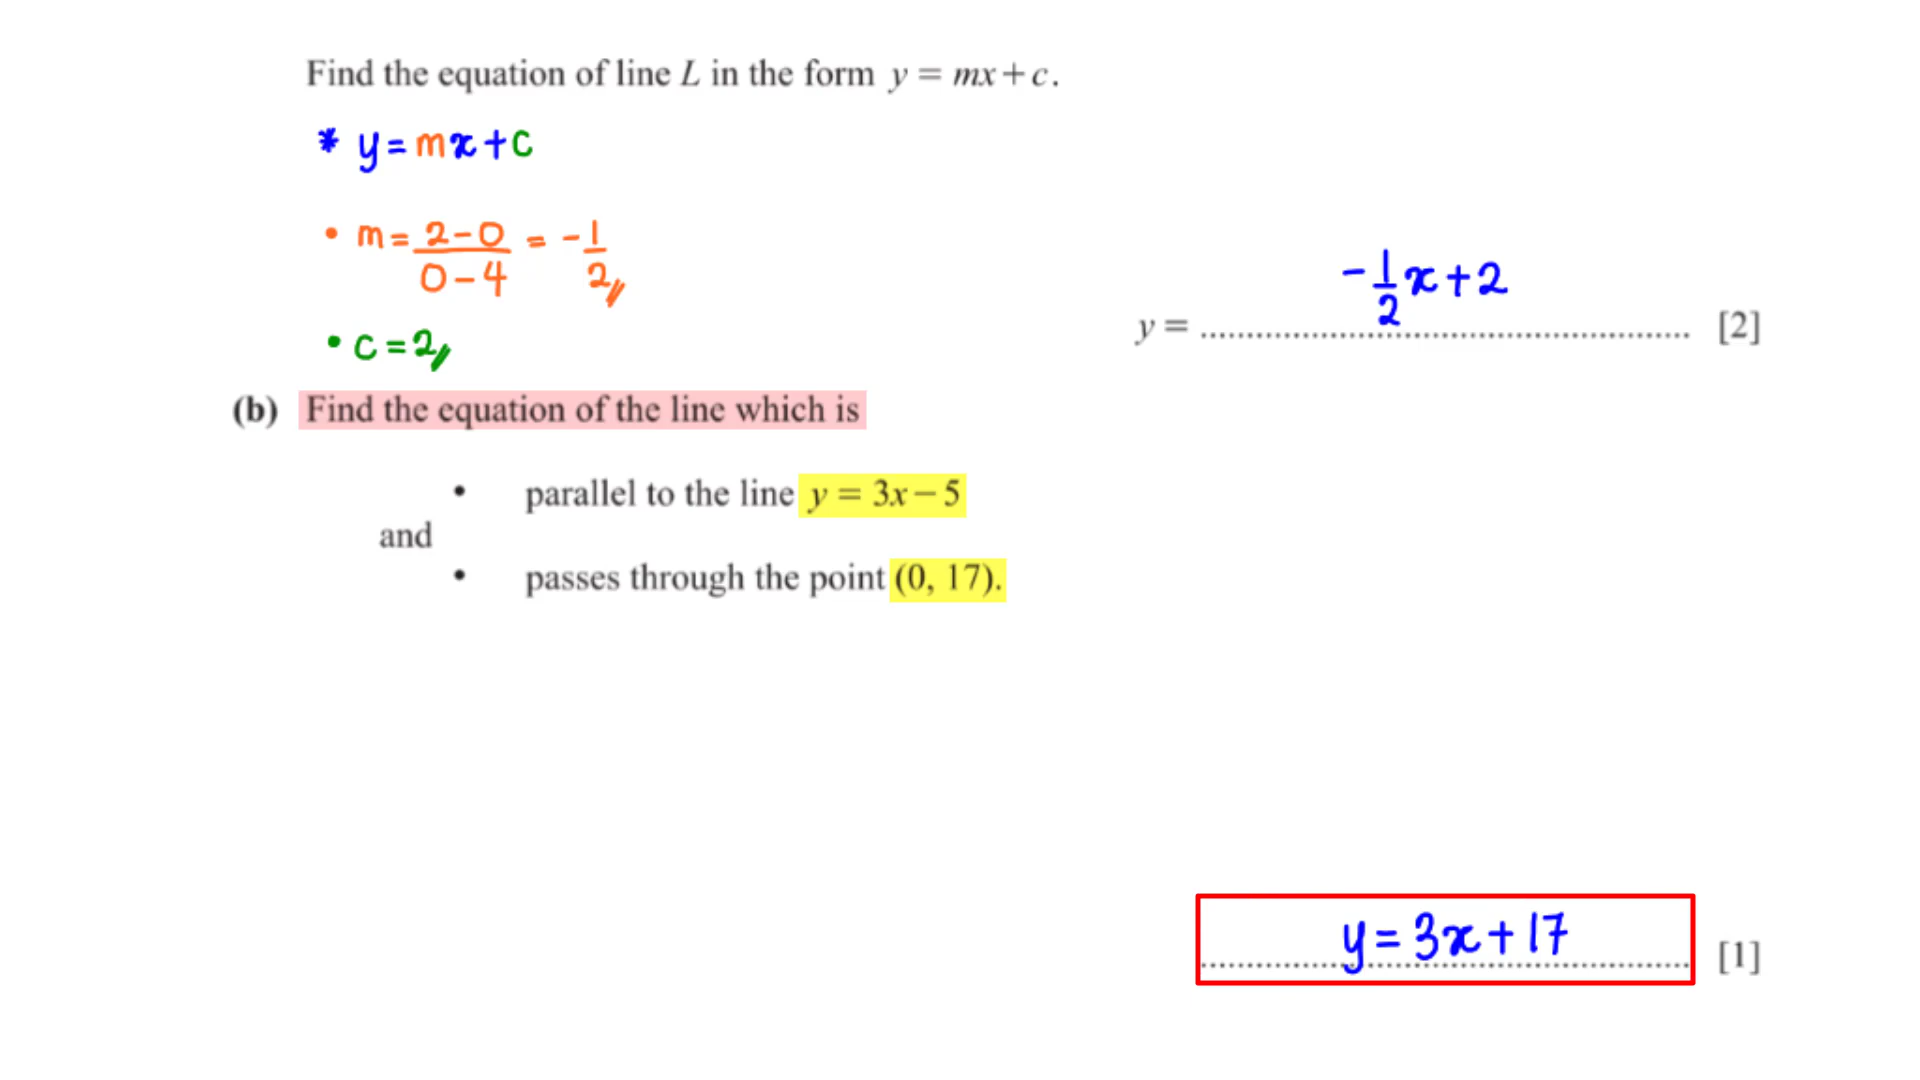 Find the equation of line L in the form y = mx + c.
* y = mx + c
• m = 2 - 0 / 0 - 4 = - 1/2
y = - 1/2 x + 2 [2]
• c = 2
(b) Find the equation of the line which is
• parallel to the line y = 3x - 5
and
• passes through the point (0, 17).
y = 3x + 17 [1]